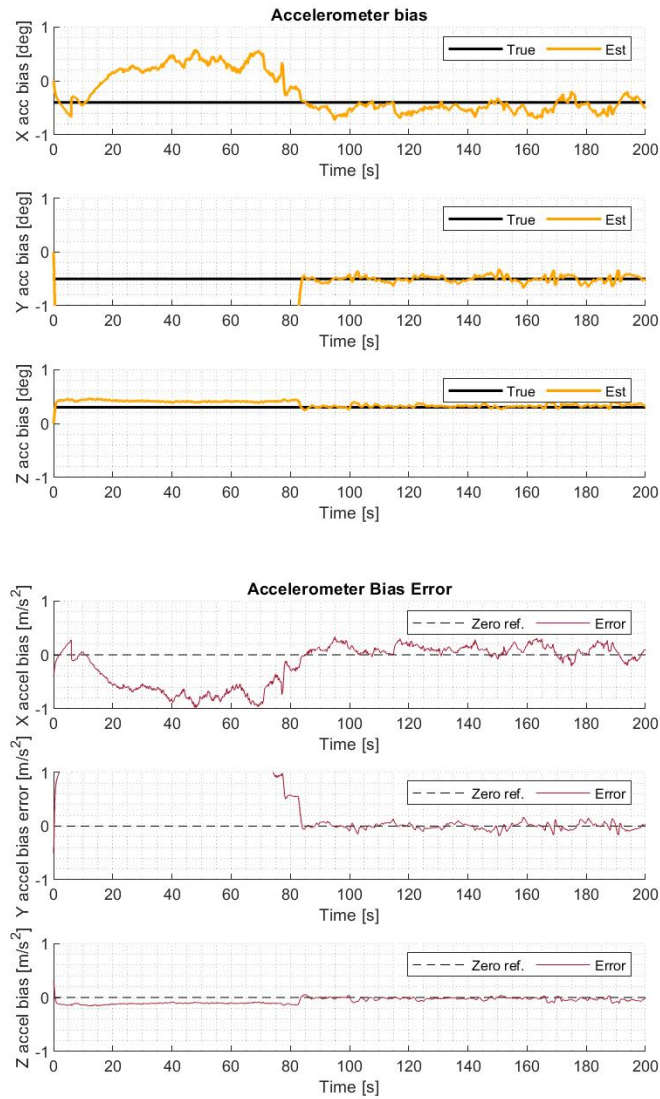 Accelerometer bias
X acc bias [deg]
1
0
-1
True Est
0 20 40 60 80 100 120 140 160 180 200
Time [s]
Y acc bias [deg]
1
0
-1
True Est
0 20 40 60 80 100 120 140 160 180 200
Time [s]
Z acc bias [deg]
1
0
-1
True Est
0 20 40 60 80 100 120 140 160 180 200
Time [s]
Accelerometer Bias Error
X accel bias [m/s²]
1
0
-1
Zero ref. Error
0 20 40 60 80 100 120 140 160 180 200
Time [s]
Y accel bias error [m/s²]
1
0
-1
Zero ref. Error
0 20 40 60 80 100 120 140 160 180 200
Time [s]
Z accel bias [m/s²]
1
0
-1
Zero ref. Error
0 20 40 60 80 100 120 140 160 180 200
Time [s]